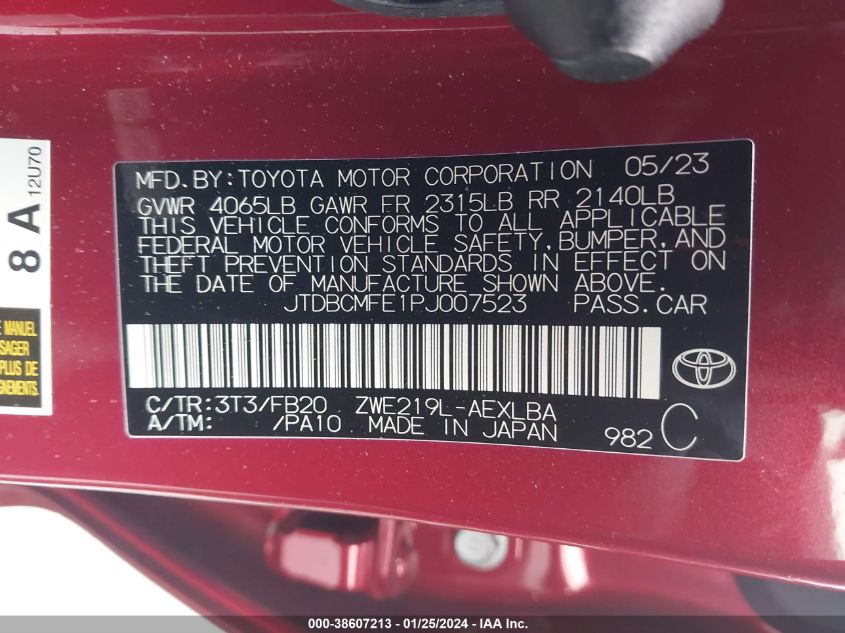 MFD.BY:TOYOTA MOTOR CORPORATION 05/23
GVWR 4065LB GAWR FR 2315LB RR 2140LB
THIS VEHICLE CONFORMS TO ALL APPLICABLE
FEDERAL MOTOR VEHICLE SAFETY,BUMPER,AND
THEFT PREVENTION STANDARDS IN EFFECT ON
THE DATE OF MANUFACTURE SHOWN ABOVE.
JTDBCMFE1PJ007523 PASS.CAR
C/TR:3T3/FB20 ZWE219L-AEXLBA
A/TM: /PA10 MADE IN JAPAN 982 C
8 A 12U70
MANUEL
SAGER
PLUS DE
000-38607213 - 01/25/2024 - © IAA, Inc.